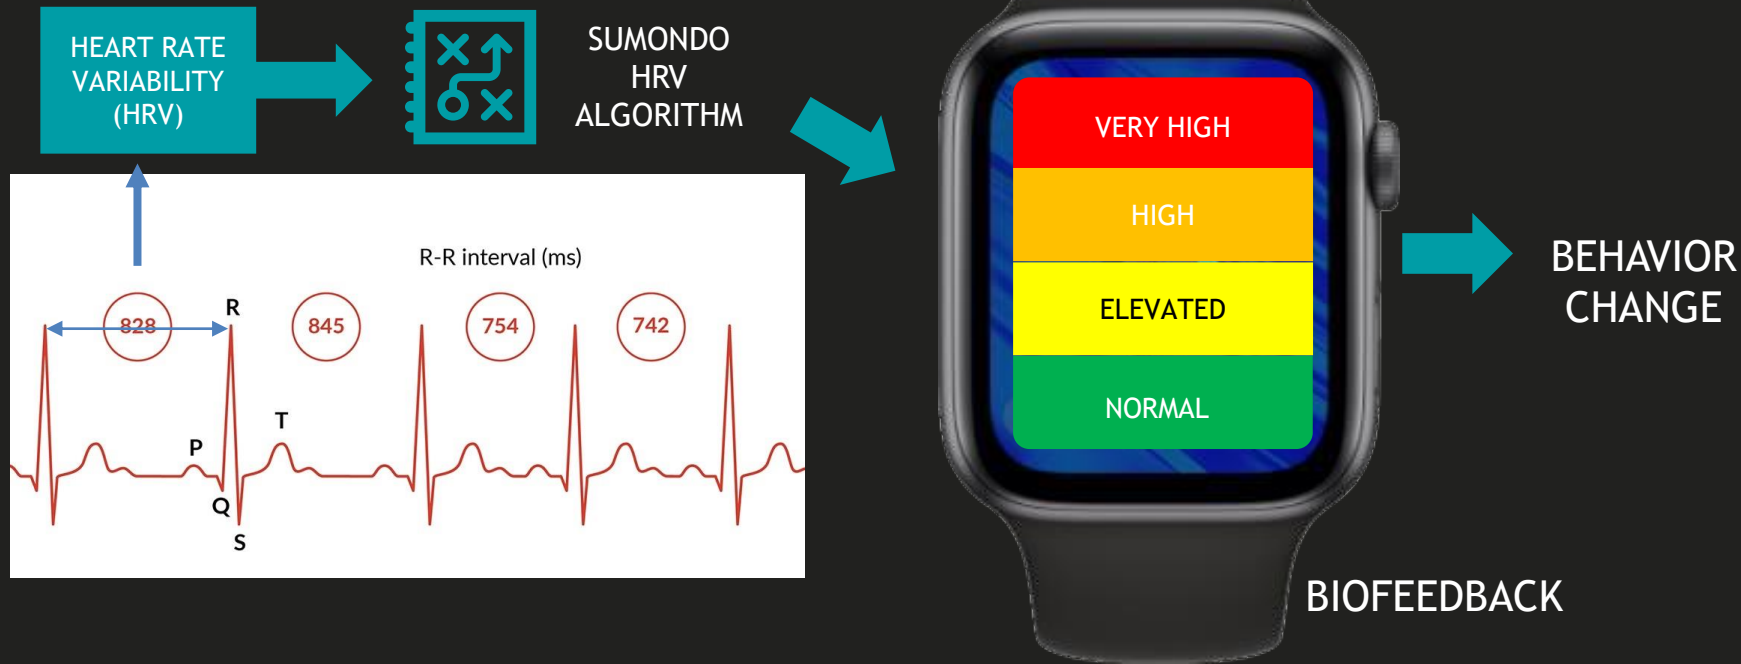 HEART RATE
VARIABILITY
(HRV)
SUMONDO
HRV
ALGORITHM
VERY HIGH
HIGH
ELEVATED
NORMAL
BEHAVIOR
CHANGE
R-R interval (ms)
828
R
845
754
742
P
T
Q
S
BIOFEEDBACK